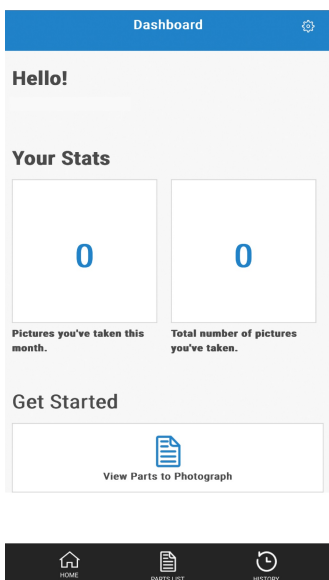 Dashboard
Hello!
Your Stats
0
0
Pictures you've taken this
month.
Total number of pictures
you've taken.
Get Started
View Parts to Photograph
HOME
PARTS LIST
HISTORY